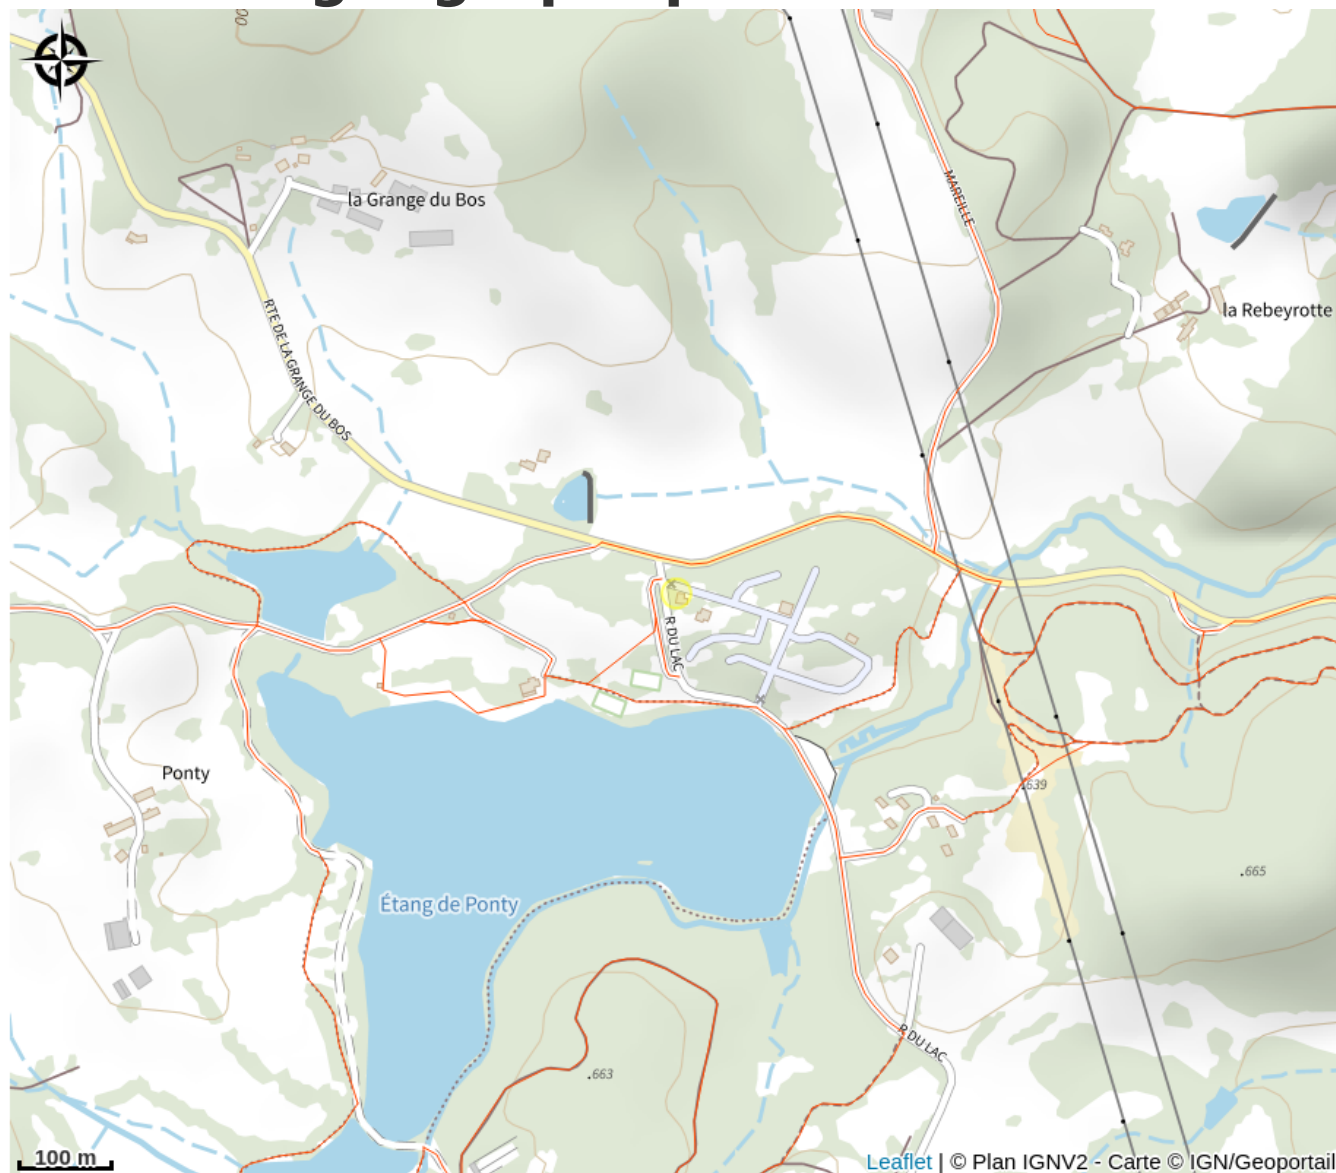 la Grange du Bos
MAREILLE
RTE DE LA GRANGE DU BOS
la Rebeyrotte
R DU LAC
Ponty
639
665
Étang de Ponty
R DU LAC
663
100 m
Leaflet | © Plan IGNV2 - Carte © IGN/Geoportail